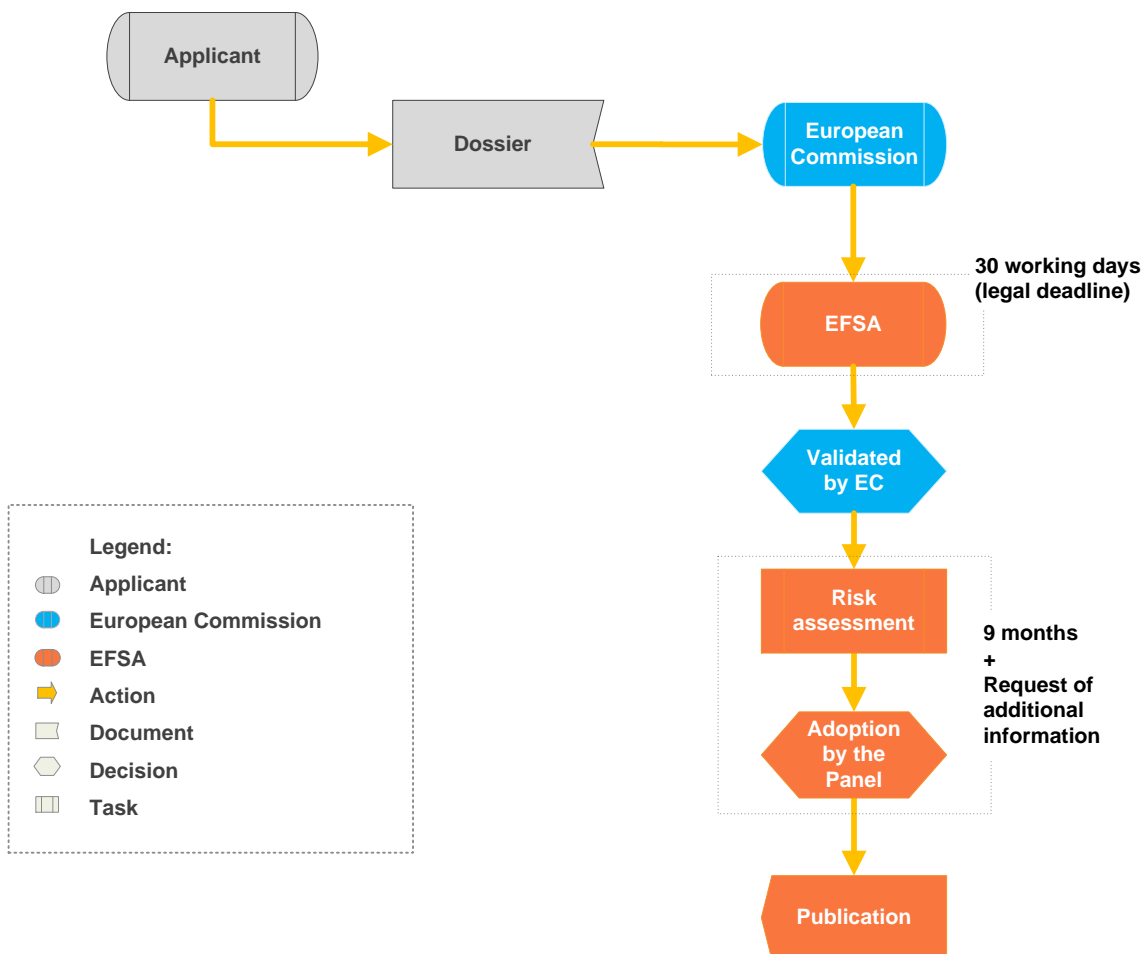 Applicant
Dossier
European
Commission
30 working days
(legal deadline)
EFSA
Validated
by EC
Risk
assessment
9 months
+
Request of
additional
information
Adoption
by the
Panel
Publication
Legend:
Applicant
European Commission
EFSA
Action
Document
Decision
Task